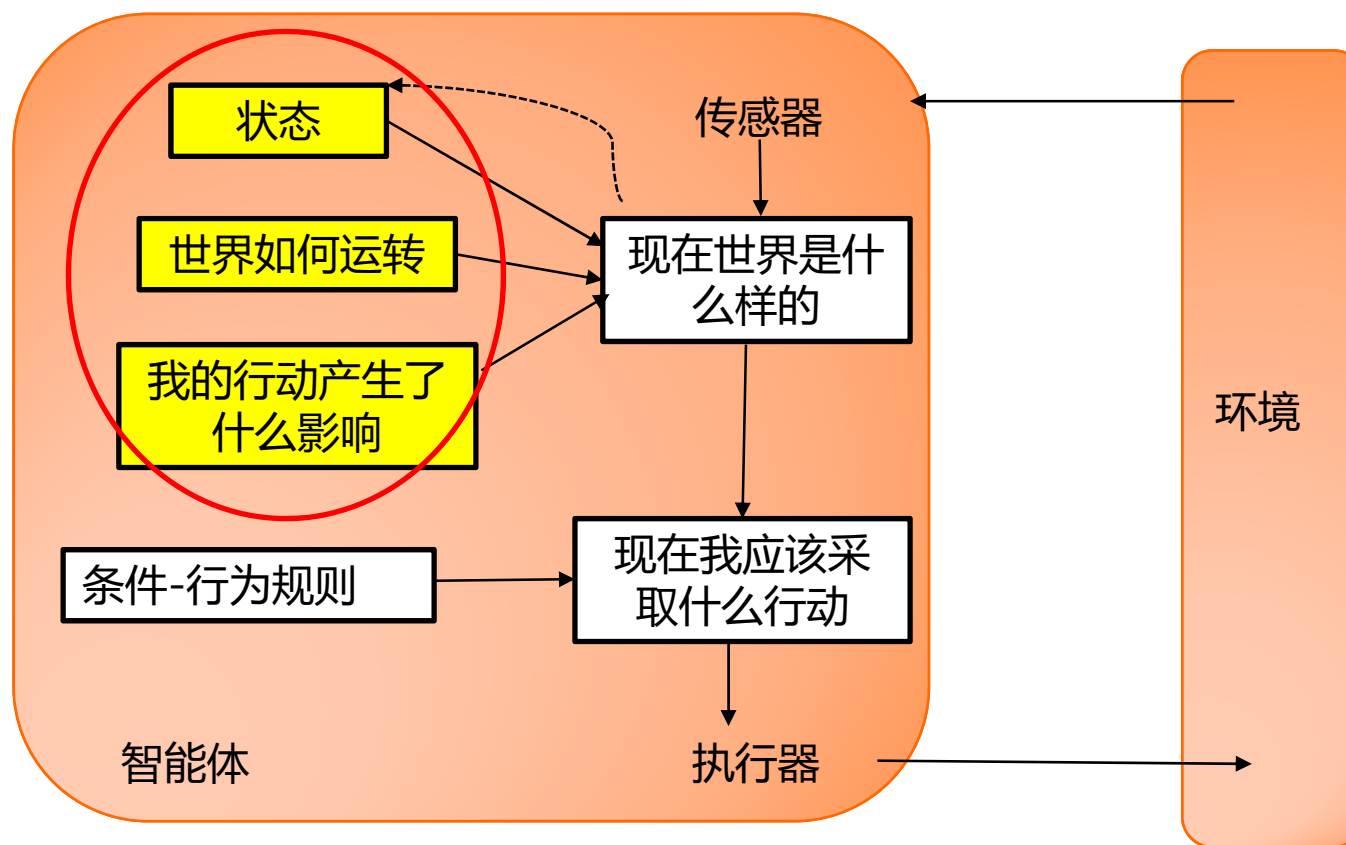 状态
传感器
世界如何运转
现在世界是什
么样的
我的行动产生了
什么影响
环境
条件-行为规则
现在我应该采
取什么行动
智能体
执行器